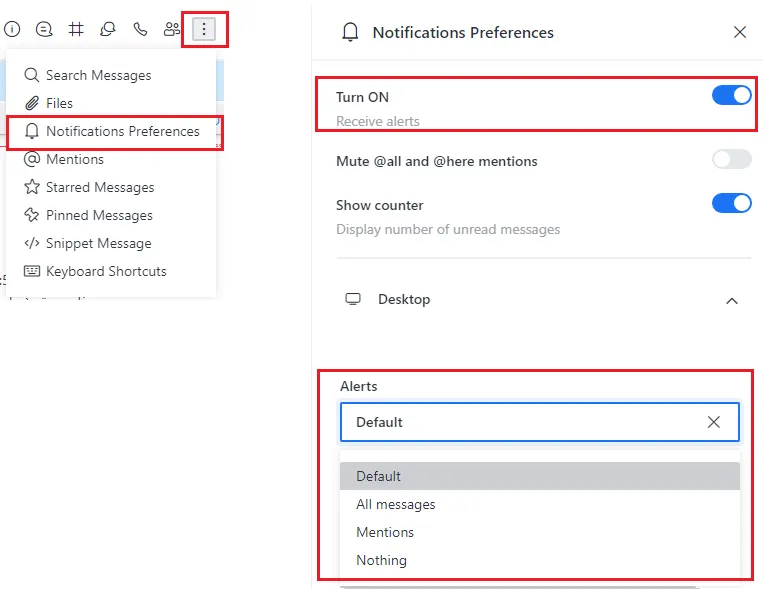 Search Messages
Files
Notifications Preferences
Mentions
Starred Messages
Pinned Messages
Snippet Message
Keyboard Shortcuts
Notifications Preferences
Turn ON
Receive alerts
Mute @all and @here mentions
Show counter
Display number of unread messages
Desktop
Alerts
Default
Default
All messages
Mentions
Nothing